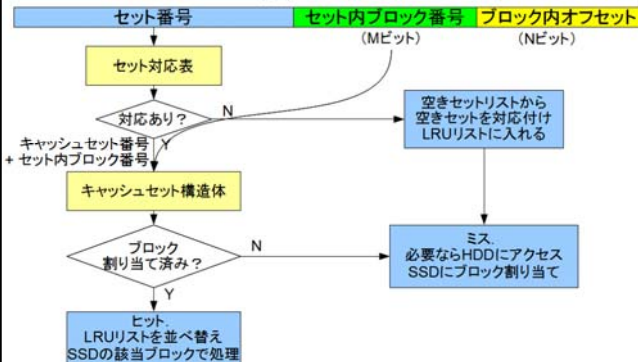 セット番号
セット内ブロック番号
ブロック内オフセット
(Mビット)
(Nビット)
セット対応表
対応あり？
N
空きセットリストから
空きセットを対応付け
LRUリストに入れる
キャッシュセット番号
+ セット内ブロック番号
Y
キャッシュセット構造体
ブロック
割り当て済み？
N
ミス.
必要ならHDDにアクセス
SSDにブロック割り当て
Y
ヒット.
LRUリストを並べ替え
SSDの該当ブロックで処理